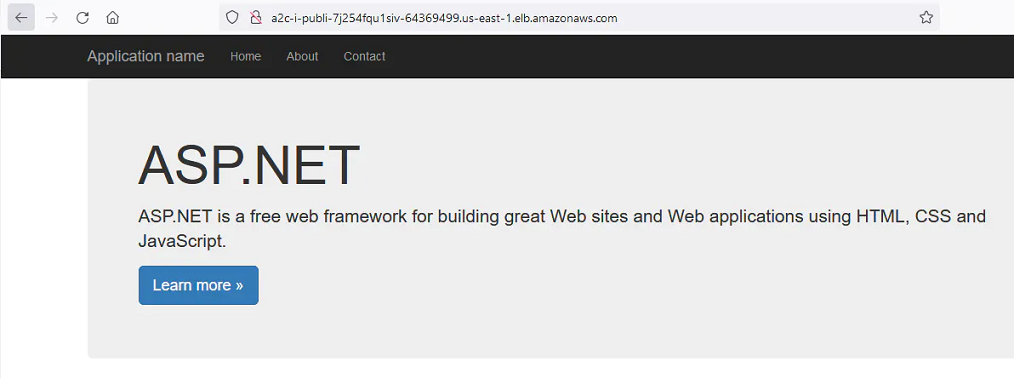 a2c-i-publi-7j254fqu1siv-64369499.us-east-1.elb.amazonaws.com
Application name Home About Contact
ASP.NET
ASP.NET is a free web framework for building great Web sites and Web applications using HTML, CSS and
JavaScript.
Learn more »